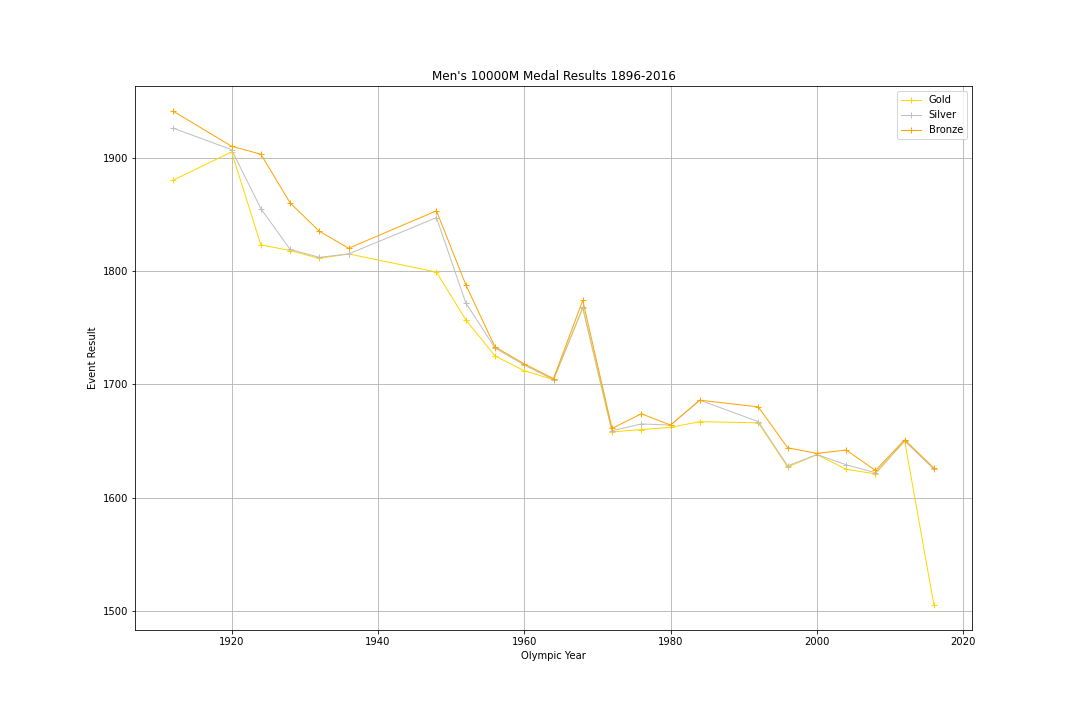 Men's 10000M Medal Results 1896-2016
Gold
Silver
Bronze
Event Result
1900
1800
1700
1600
1500
1920
1940
1960
1980
2000
2020
Olympic Year